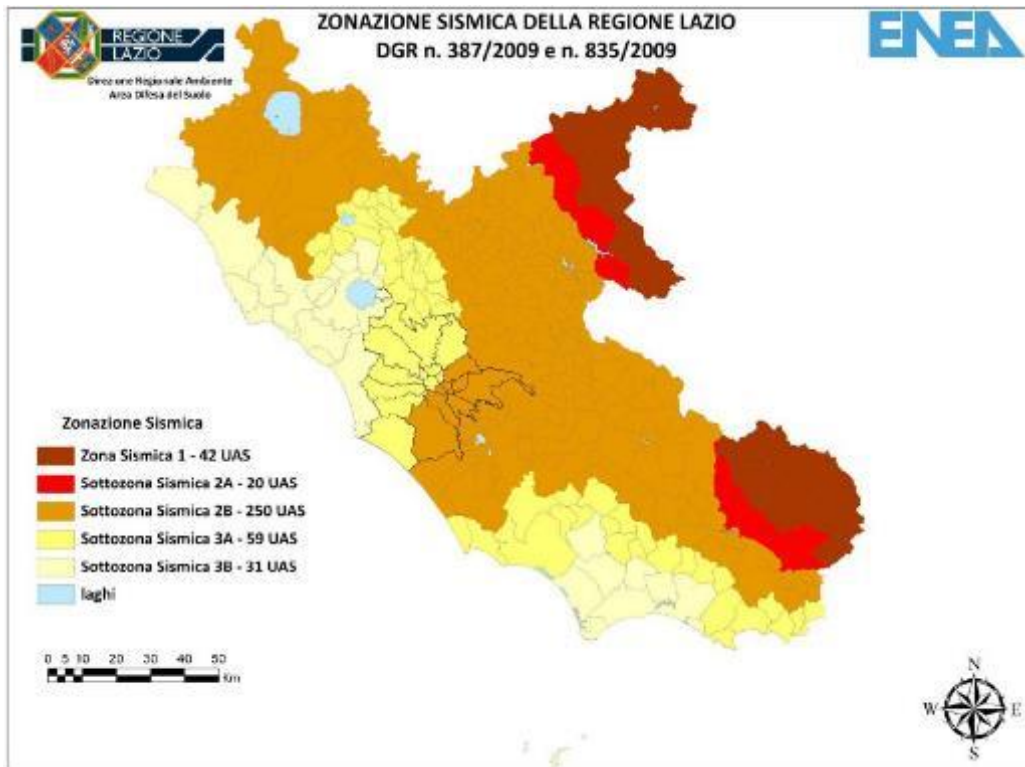 ZONAZIONE SISMICA DELLA REGIONE LAZIO
DGR n. 387/2009 e n. 835/2009
REGIONE
LAZIO
Direzione Regionale Ambiente
Area Difesa del Suolo
ENEA
Zonazione Sismica
Zona Sismica 1 - 42 UAS
Sottozona Sismica 2A - 20 UAS
Sottozona Sismica 2B - 250 UAS
Sottozona Sismica 3A - 59 UAS
Sottozona Sismica 3B - 31 UAS
laghi
0 5 10 20 30 40 50
Km
N
W E
S